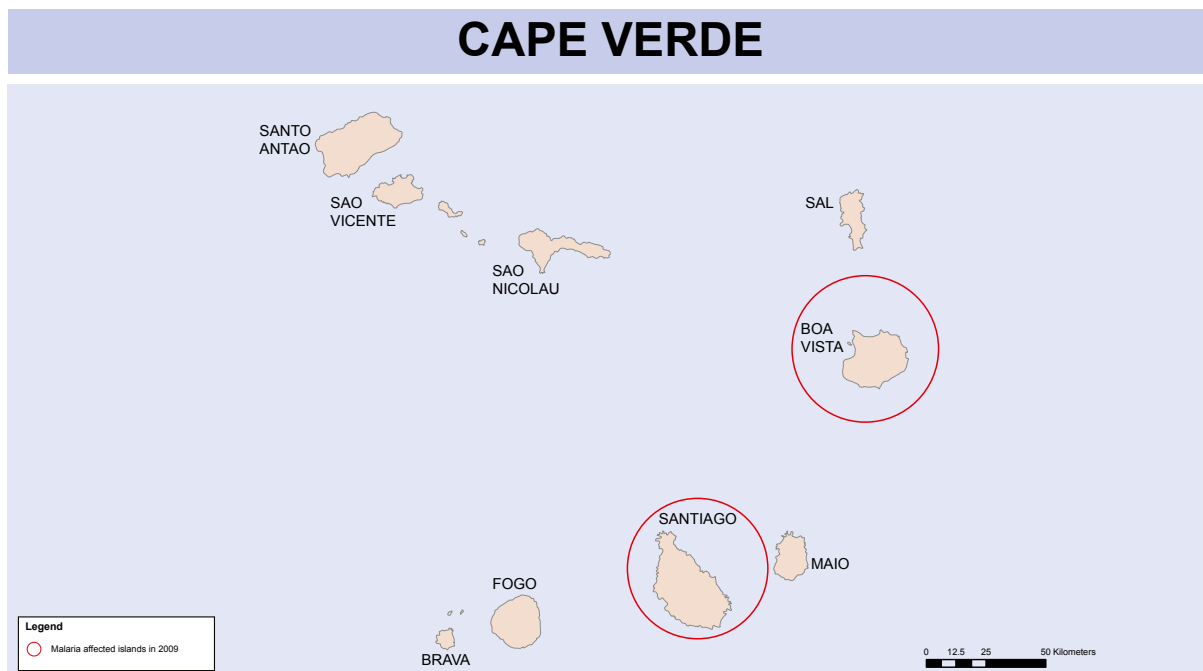 CAPE VERDE
SANTO
ANTAO
SAO
VICENTE
SAO
NICOLAU
SAL
BOA
VISTA
SANTIAGO
MAIO
FOGO
BRAVA
Legend
Malaria affected islands in 2009
0 12.5 25 50 Kilometers